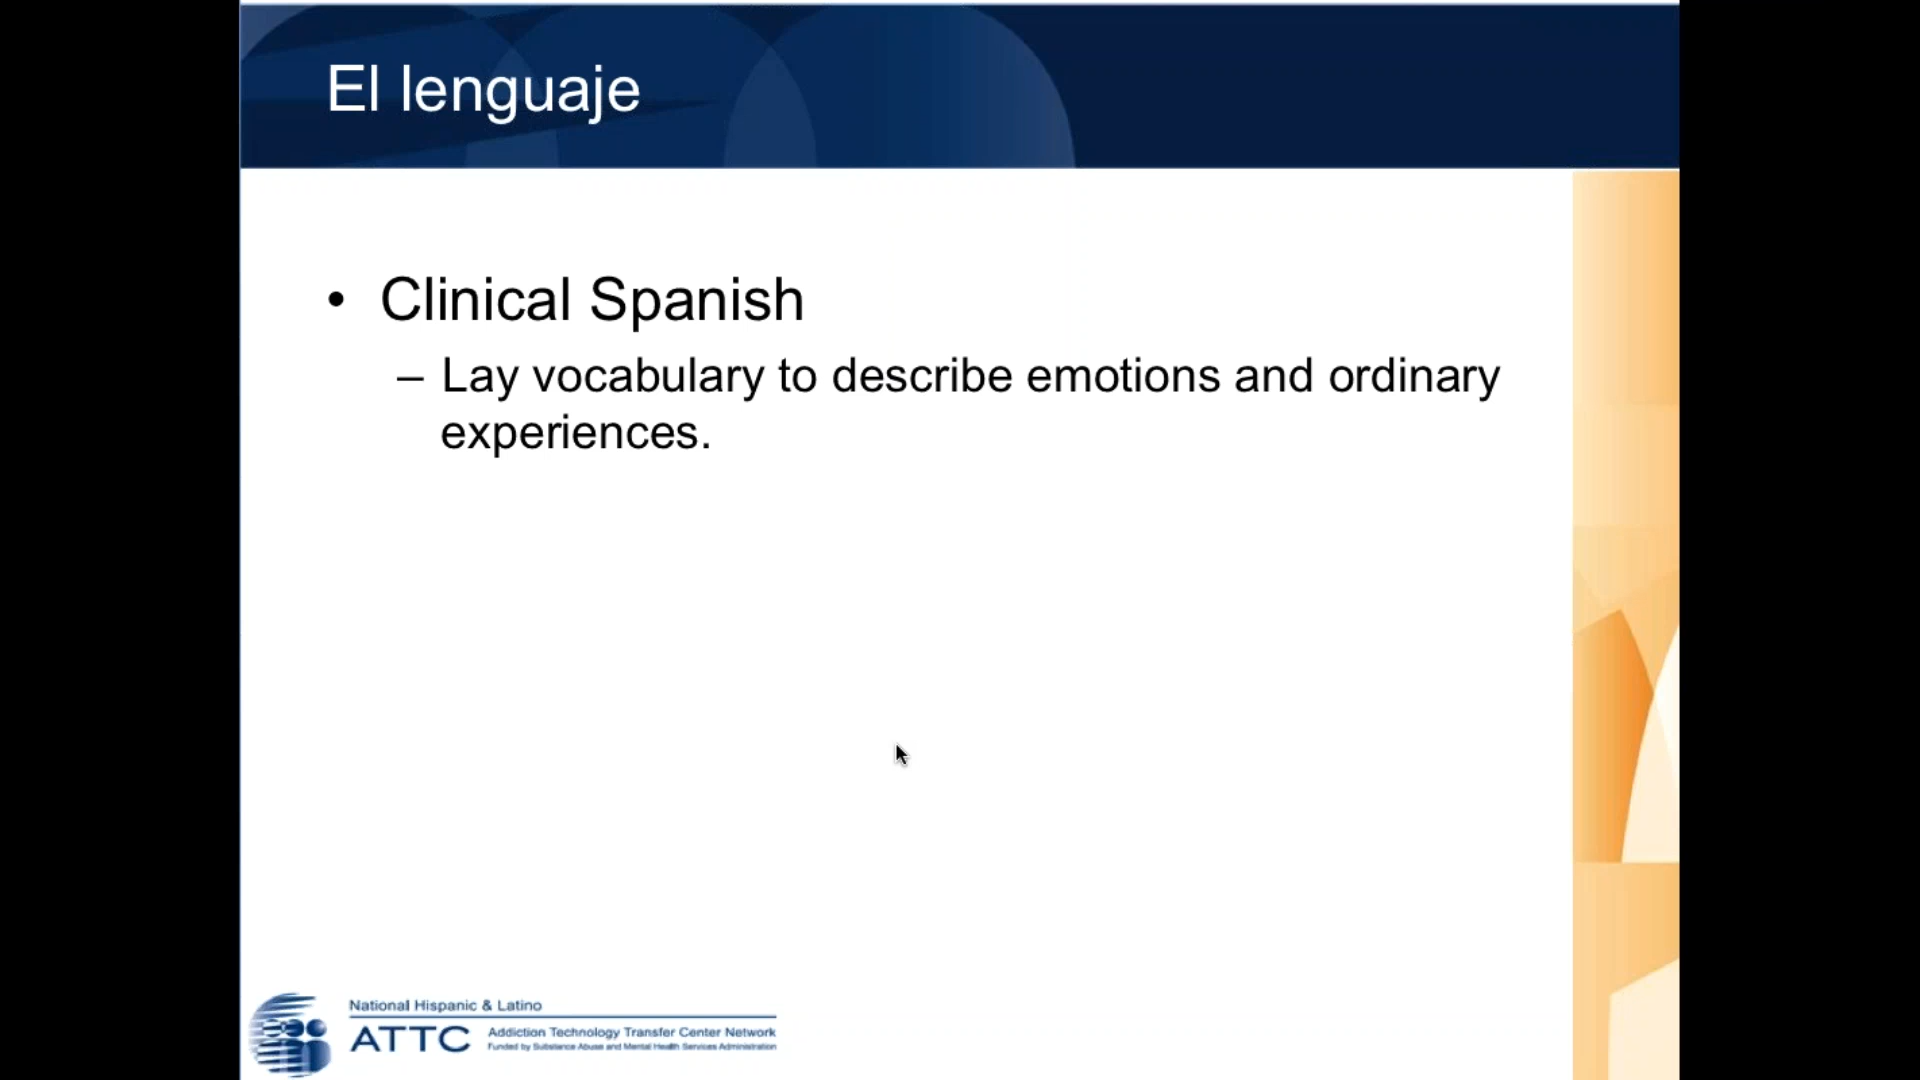 El lenguaje
• Clinical Spanish
– Lay vocabulary to describe emotions and ordinary
experiences.
National Hispanic & Latino
ATTC
Addiction Technology Transfer Center Network
Funded by Substance Abuse and Mental Health Services Administration